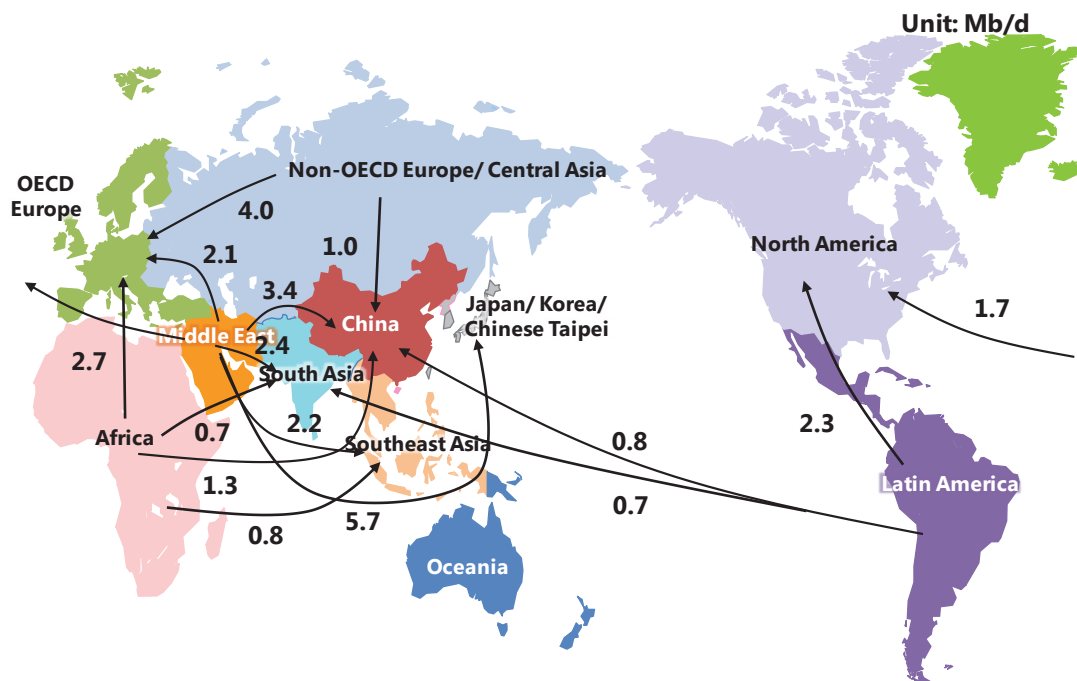 Unit: Mb/d
Non-OECD Europe/ Central Asia
OECD
Europe
4.0
North America
2.1
1.0
3.4
Japan/ Korea/
Chinese Taipei
1.7
China
Middle East
2.4
2.7
South Asia
2.2
2.3
Africa
0.7
Southeast Asia
0.8
Latin America
1.3
0.7
0.8
5.7
Oceania